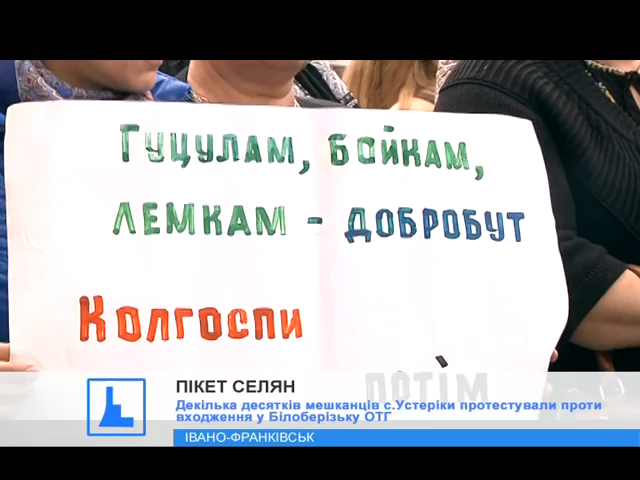 Гуцулам, бойкам,
лемкам - добробут
Колгоспи
потім
ПІКЕТ СЕЛЯН
Декілька десятків мешканців с.Устеріки протестували проти
входження у Білоберізьку ОТГ
ІВАНО-ФРАНКІВСЬК